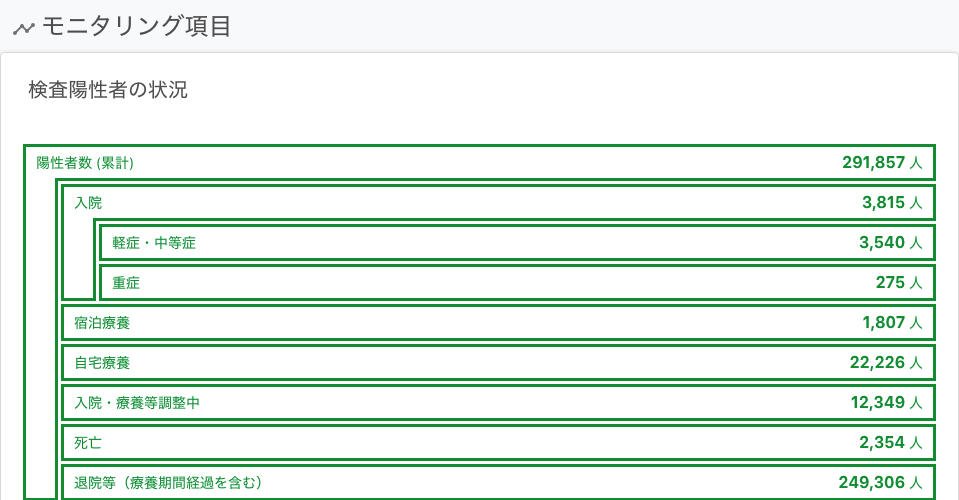 モニタリング項目
検査陽性者の状況
陽性者数 (累計) 291,857 人
入院 3,815 人
軽症・中等症 3,540 人
重症 275 人
宿泊療養 1,807 人
自宅療養 22,226 人
入院・療養等調整中 12,349 人
死亡 2,354 人
退院等（療養期間経過を含む） 249,306 人